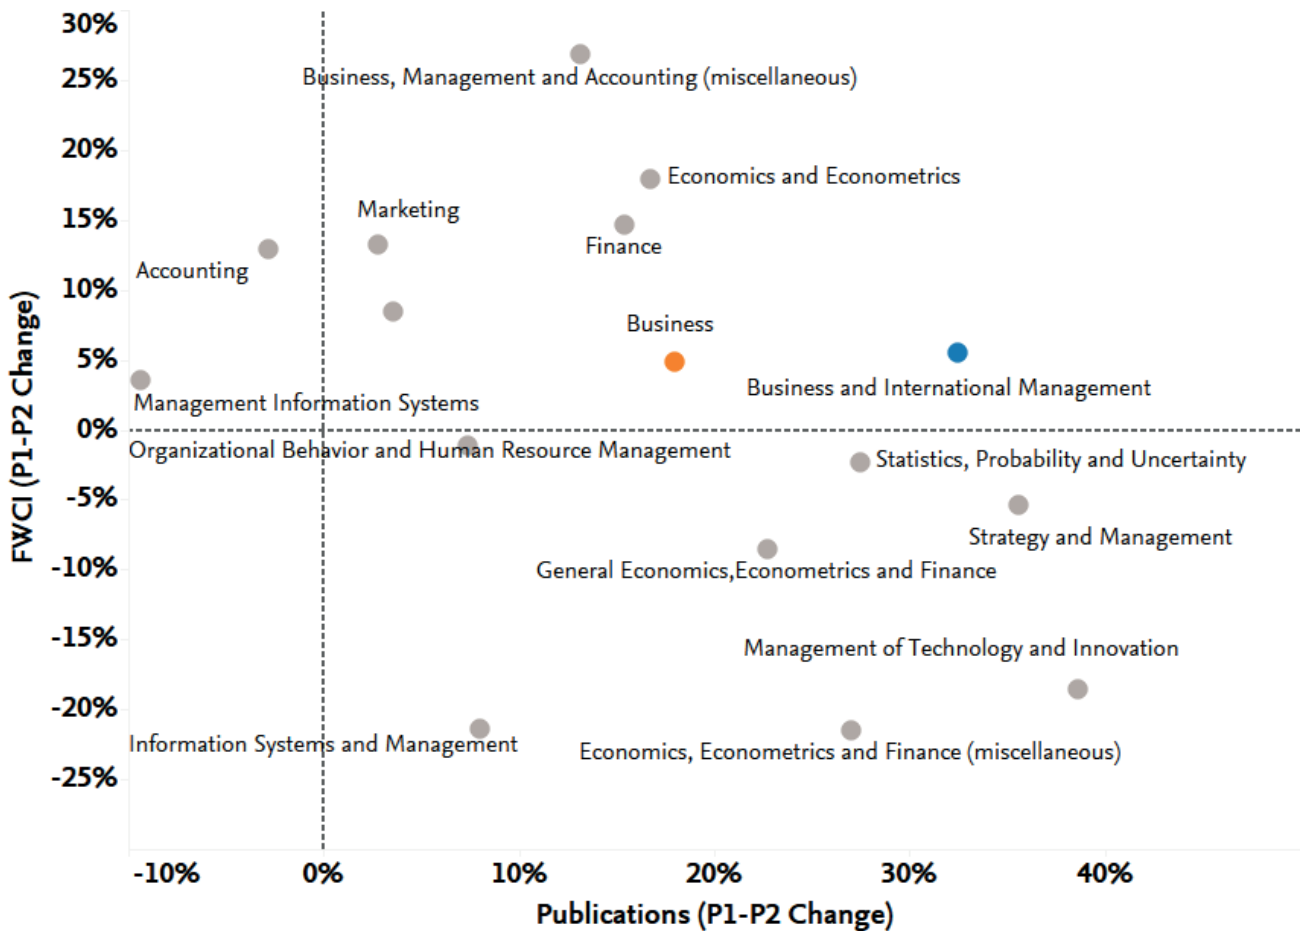 30%
Business, Management and Accounting (miscellaneous)
25%
20%
Economics and Econometrics
Marketing
15%
Finance
Accounting
10%
Business
5%
Business and International Management
Management Information Systems
0%
Organizational Behavior and Human Resource Management
Statistics, Probability and Uncertainty
-5%
Strategy and Management
-10%
General Economics,Econometrics and Finance
-15%
Management of Technology and Innovation
-20%
Information Systems and Management
Economics, Econometrics and Finance (miscellaneous)
-25%
FWCI (P1-P2 Change)
-10% 0% 10% 20% 30% 40%
Publications (P1-P2 Change)